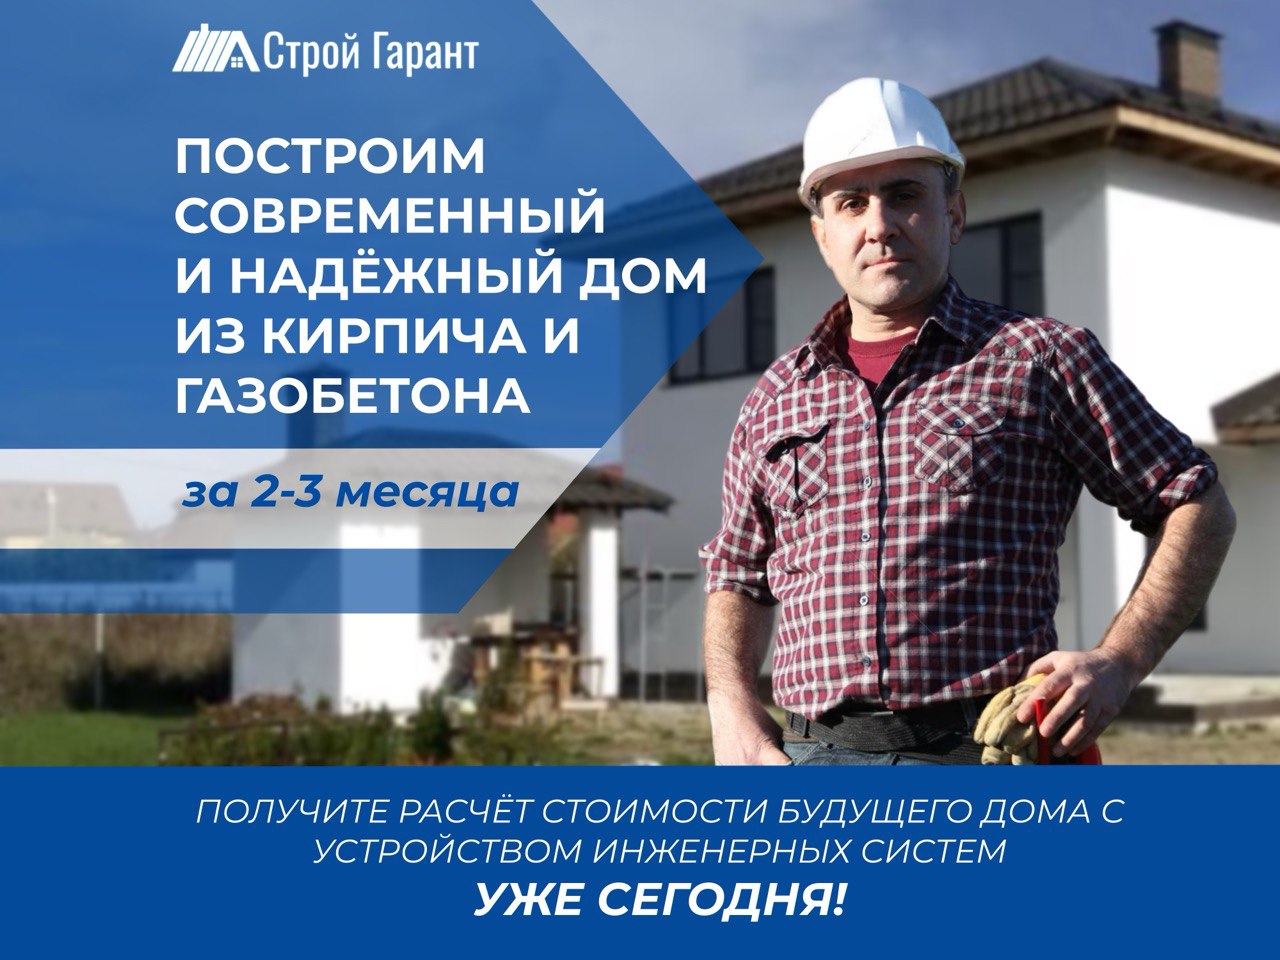 Строй Гарант
ПОСТРОИМ
СОВРЕМЕННЫЙ
И НАДЁЖНЫЙ ДОМ
ИЗ КИРПИЧА И
ГАЗОБЕТОНА
за 2-3 месяца
ПОЛУЧИТЕ РАСЧЁТ СТОИМОСТИ БУДУЩЕГО ДОМА С
УСТРОЙСТВОМ ИНЖЕНЕРНЫХ СИСТЕМ
УЖЕ СЕГОДНЯ!